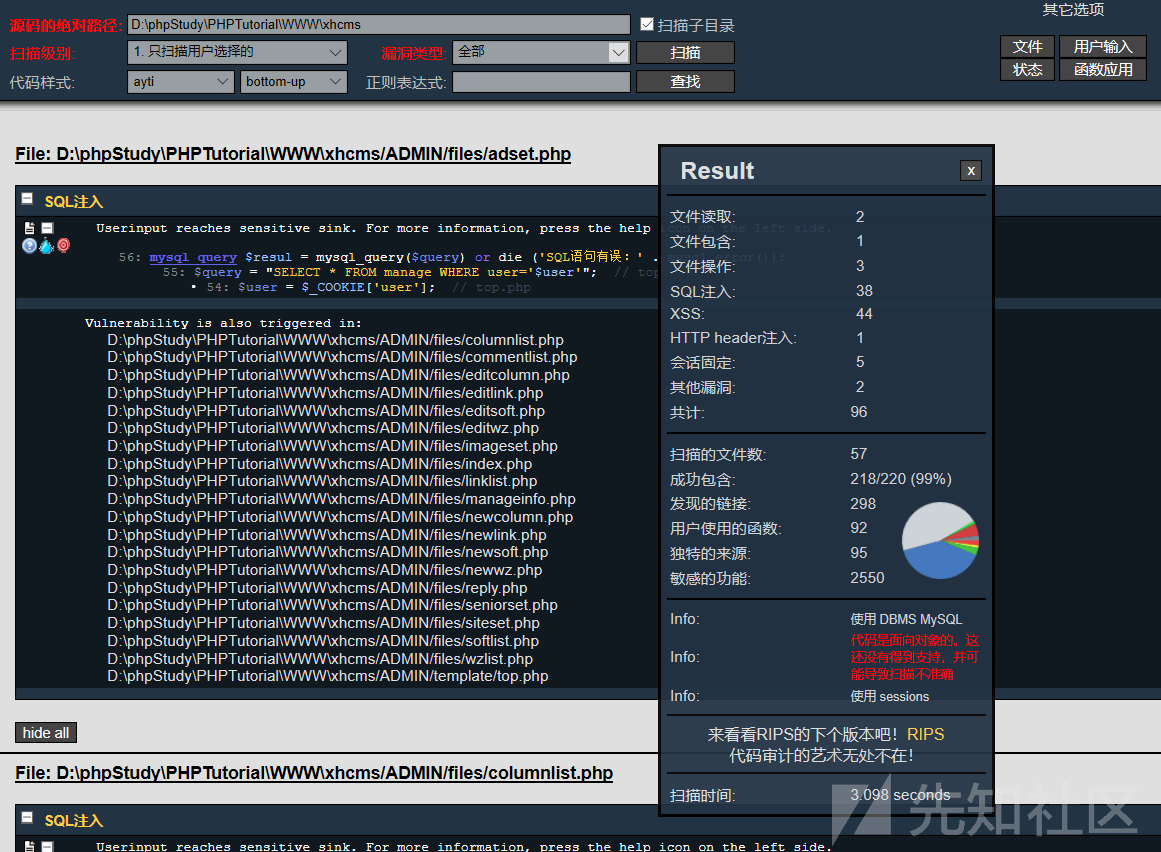 源码的绝对路径: D:\phpStudy\PHPTutorial\WWW\xhcms 扫描子目录 其它选项
扫描级别: 1. 只扫描用户选择的 漏洞类型: 全部 扫描 文件 用户输入
代码样式: ayti bottom-up 正则表达式: 查找 状态 函数应用
File: D:\phpStudy\PHPTutorial\WWW\xhcms/ADMIN/files/adset.php
SQL注入
Userinput reaches sensitive sink. For more information, press the help icon on the left side.
56: mysql_query $resul = mysql_query($query) or die ('SQL语句有误：' .
55: $query = "SELECT * FROM manage WHERE user='$user'"; // top
• 54: $user = $_COOKIE['user']; // top.php
Vulnerability is also triggered in:
D:\phpStudy\PHPTutorial\WWW\xhcms/ADMIN/files/columnlist.php
D:\phpStudy\PHPTutorial\WWW\xhcms/ADMIN/files/commentlist.php
D:\phpStudy\PHPTutorial\WWW\xhcms/ADMIN/files/editcolumn.php
D:\phpStudy\PHPTutorial\WWW\xhcms/ADMIN/files/editlink.php
D:\phpStudy\PHPTutorial\WWW\xhcms/ADMIN/files/editsoft.php
D:\phpStudy\PHPTutorial\WWW\xhcms/ADMIN/files/editwz.php
D:\phpStudy\PHPTutorial\WWW\xhcms/ADMIN/files/imageset.php
D:\phpStudy\PHPTutorial\WWW\xhcms/ADMIN/files/index.php
D:\phpStudy\PHPTutorial\WWW\xhcms/ADMIN/files/linklist.php
D:\phpStudy\PHPTutorial\WWW\xhcms/ADMIN/files/manageinfo.php
D:\phpStudy\PHPTutorial\WWW\xhcms/ADMIN/files/newcolumn.php
D:\phpStudy\PHPTutorial\WWW\xhcms/ADMIN/files/newlink.php
D:\phpStudy\PHPTutorial\WWW\xhcms/ADMIN/files/newsoft.php
D:\phpStudy\PHPTutorial\WWW\xhcms/ADMIN/files/newwz.php
D:\phpStudy\PHPTutorial\WWW\xhcms/ADMIN/files/reply.php
D:\phpStudy\PHPTutorial\WWW\xhcms/ADMIN/files/seniorset.php
D:\phpStudy\PHPTutorial\WWW\xhcms/ADMIN/files/siteset.php
D:\phpStudy\PHPTutorial\WWW\xhcms/ADMIN/files/softlist.php
D:\phpStudy\PHPTutorial\WWW\xhcms/ADMIN/files/wzlist.php
D:\phpStudy\PHPTutorial\WWW\xhcms/ADMIN/template/top.php
hide all
File: D:\phpStudy\PHPTutorial\WWW\xhcms/ADMIN/files/columnlist.php
SQL注入
Userinput reaches sensitive sink. For more information, press the help icon on the left side.
Result x
文件读取: 2
文件包含: 1
文件操作: 3
SQL注入: 38
XSS: 44
HTTP header注入: 1
会话固定: 5
其他漏洞: 2
共计: 96
扫描的文件数: 57
成功包含: 218/220 (99%)
发现的链接: 298
用户使用的函数: 92
独特的来源: 95
敏感的功能: 2550
Info: 使用 DBMS MySQL
Info: 代码是面向对象的。这
还没有得到支持，并可
能导致扫描不准确
Info: 使用 sessions
来看看RIPS的下个版本吧！RIPS
代码审计的艺术无处不在！
扫描时间: 3.098 seconds
先知社区